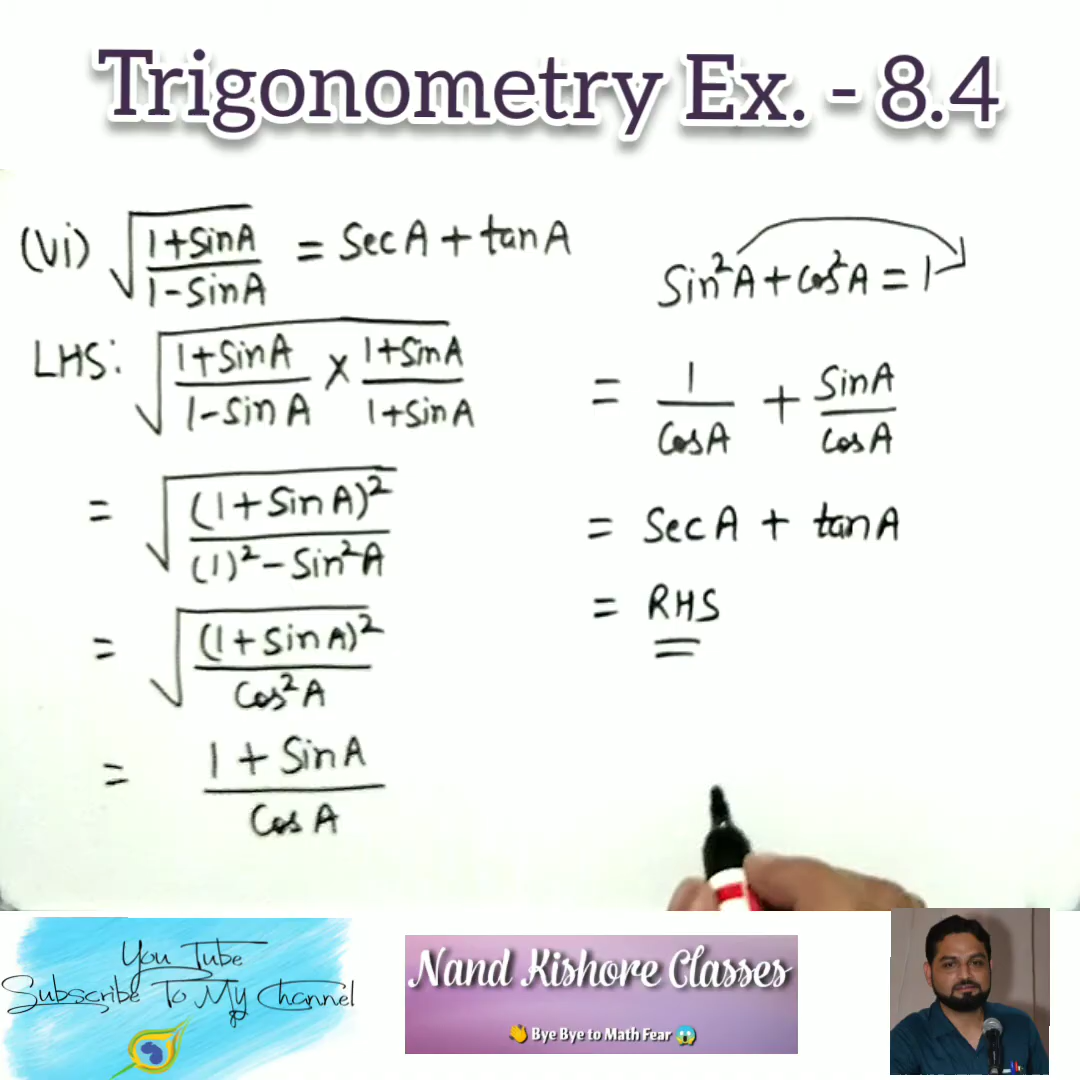 Trigonometry Ex. - 8.4
(vi) √((1+SinA)/(1-SinA)) = SecA + tanA
LHS: √((1+SinA)/(1-SinA) × (1+SinA)/(1+SinA))
= √((1+SinA)²/((1)²-Sin²A))
= √((1+SinA)²/Cos²A)
= (1+SinA)/CosA
Sin²A + Cos²A = 1
= 1/CosA + SinA/CosA
= SecA + tanA
= RHS
You Tube
Subscribe To My Channel
Nand Kishore Classes
👋 Bye Bye to Math Fear 😱